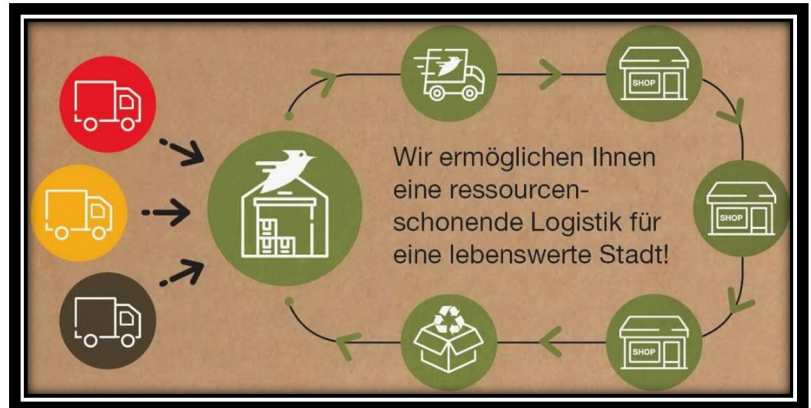 SHOP
Wir ermöglichen Ihnen
eine ressourcen-
schonende Logistik für
eine lebenswerte Stadt!
SHOP
SHOP